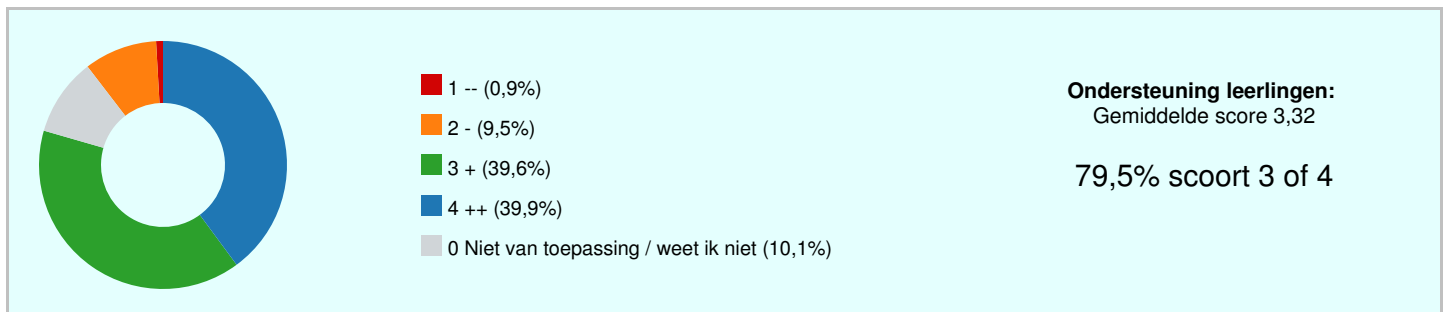 1 -- (0,9%)
2 - (9,5%)
3 + (39,6%)
4 ++ (39,9%)
0 Niet van toepassing / weet ik niet (10,1%)
Ondersteuning leerlingen:
Gemiddelde score 3,32
79,5% scoort 3 of 4